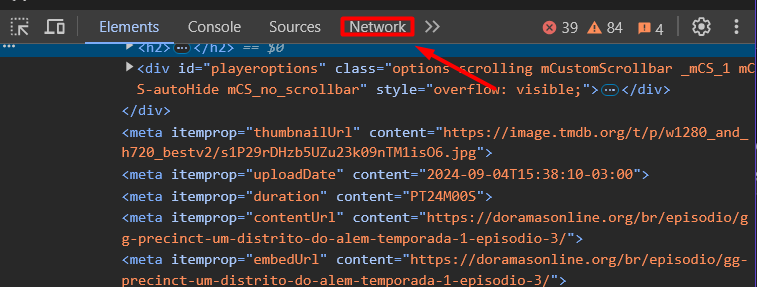 Elements Console Sources Network 39 84 4
<h2> </h2> == $0
<div id="playeroptions" class="options scrolling mCustomScrollbar _mCS_1 mC
S-autoHide mCS_no_scrollbar" style="overflow: visible;"> </div>
</div>
<meta itemprop="thumbnailUrl" content="https://image.tmdb.org/t/p/w1280_and_
h720_bestv2/s1P29rDHzb5UZu23k09nTM1isO6.jpg">
<meta itemprop="uploadDate" content="2024-09-04T15:38:10-03:00">
<meta itemprop="duration" content="PT24M00S">
<meta itemprop="contentUrl" content="https://doramasonline.org/br/episodio/g
gg-precinct-um-distrito-do-alem-temporada-1-episodio-3/">
<meta itemprop="embedUrl" content="https://doramasonline.org/br/episodio/gg-
precinct-um-distrito-do-alem-temporada-1-episodio-3/">